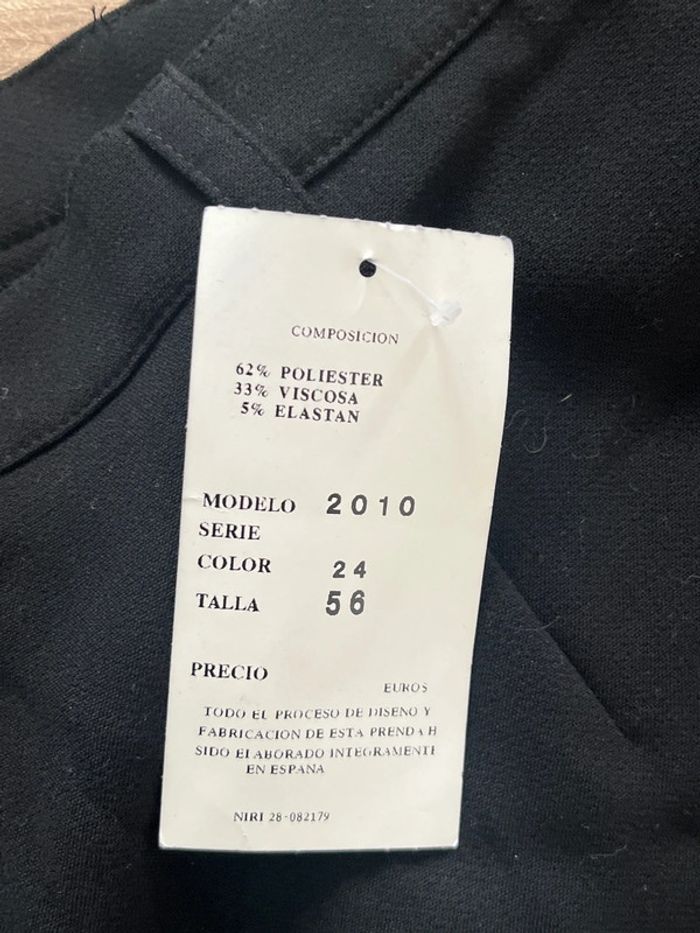 COMPOSICION
62% POLIESTER
33% VISCOSA
5% ELASTAN
MODELO 2010
SERIE
COLOR 24
TALLA 56
PRECIO
EUROS
TODO EL PROCESO DE DISENO Y
FABRICACION DE ESTA PRENDA H
SIDO ELABORADO INTEGRAMENTE
EN ESPANA
NIRI 28-082179